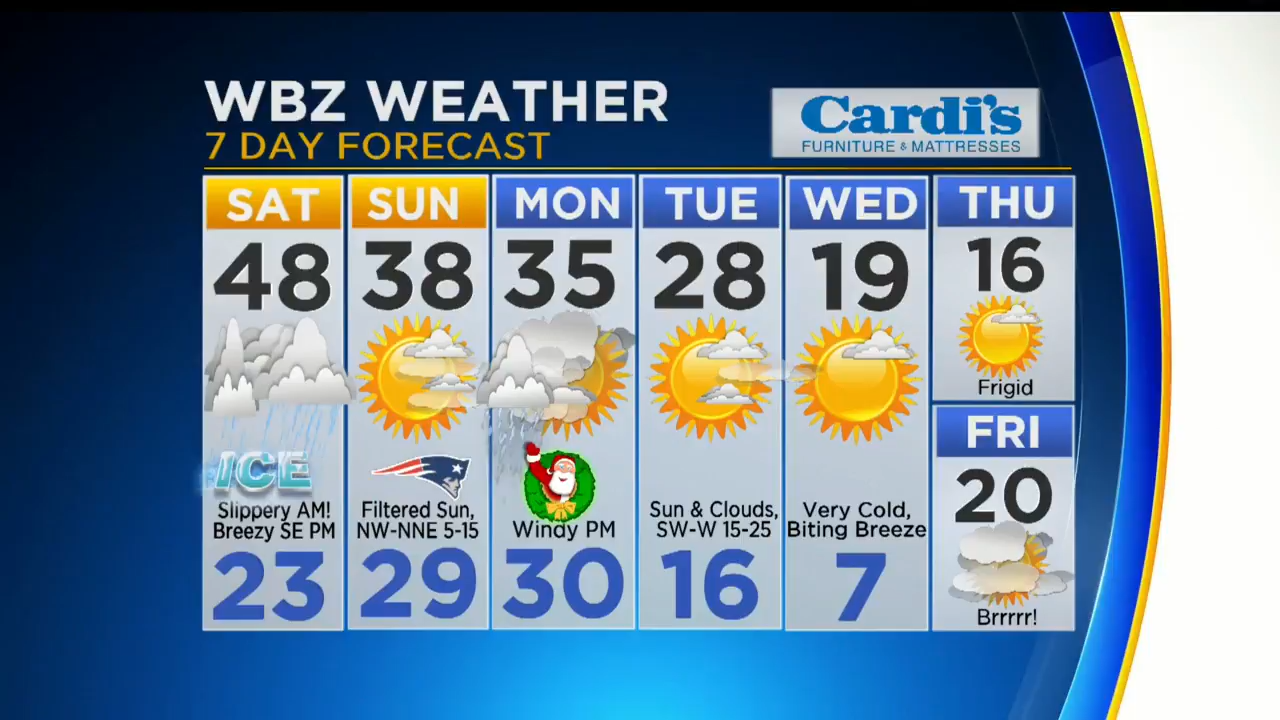 WBZ WEATHER
7 DAY FORECAST
Cardi's
FURNITURE & MATTRESSES
SAT
48
ICE
Slippery AM!
Breezy SE PM
23
SUN
38
Filtered Sun,
NW-NNE 5-15
29
MON
35
Windy PM
30
TUE
28
Sun & Clouds,
SW-W 15-25
16
WED
19
Very Cold,
Biting Breeze
7
THU
16
Frigid
FRI
20
Brrrrr!